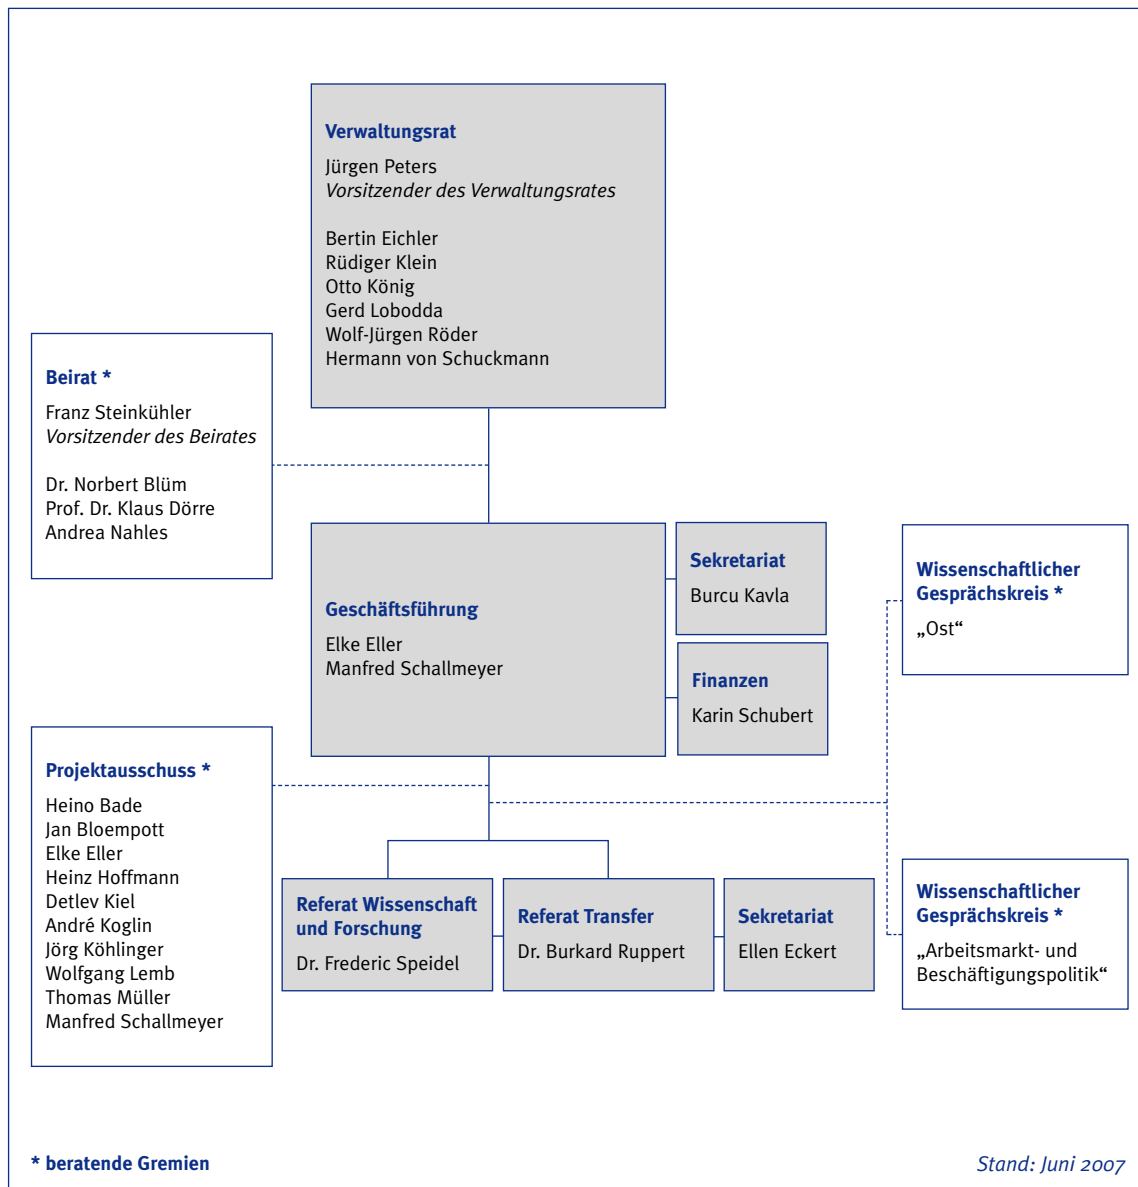 Verwaltungsrat
Jürgen Peters
Vorsitzender des Verwaltungsrates
Bertin Eichler
Rüdiger Klein
Otto König
Gerd Lobodda
Wolf-Jürgen Röder
Hermann von Schuckmann
Beirat *
Franz Steinkühler
Vorsitzender des Beirates
Dr. Norbert Blüm
Prof. Dr. Klaus Dörre
Andrea Nahles
Geschäftsführung
Elke Eller
Manfred Schallmeyer
Sekretariat
Burcu Kavla
Finanzen
Karin Schubert
Wissenschaftlicher
Gesprächskreis *
„Ost“
Projektausschuss *
Heino Bade
Jan Bloempott
Elke Eller
Heinz Hoffmann
Detlev Kiel
André Koglin
Jörg Köhlinger
Wolfgang Lemb
Thomas Müller
Manfred Schallmeyer
Referat Wissenschaft
und Forschung
Dr. Frederic Speidel
Referat Transfer
Dr. Burkard Ruppert
Sekretariat
Ellen Eckert
Wissenschaftlicher
Gesprächskreis *
„Arbeitsmarkt- und
Beschäftigungspolitik“
* beratende Gremien
Stand: Juni 2007